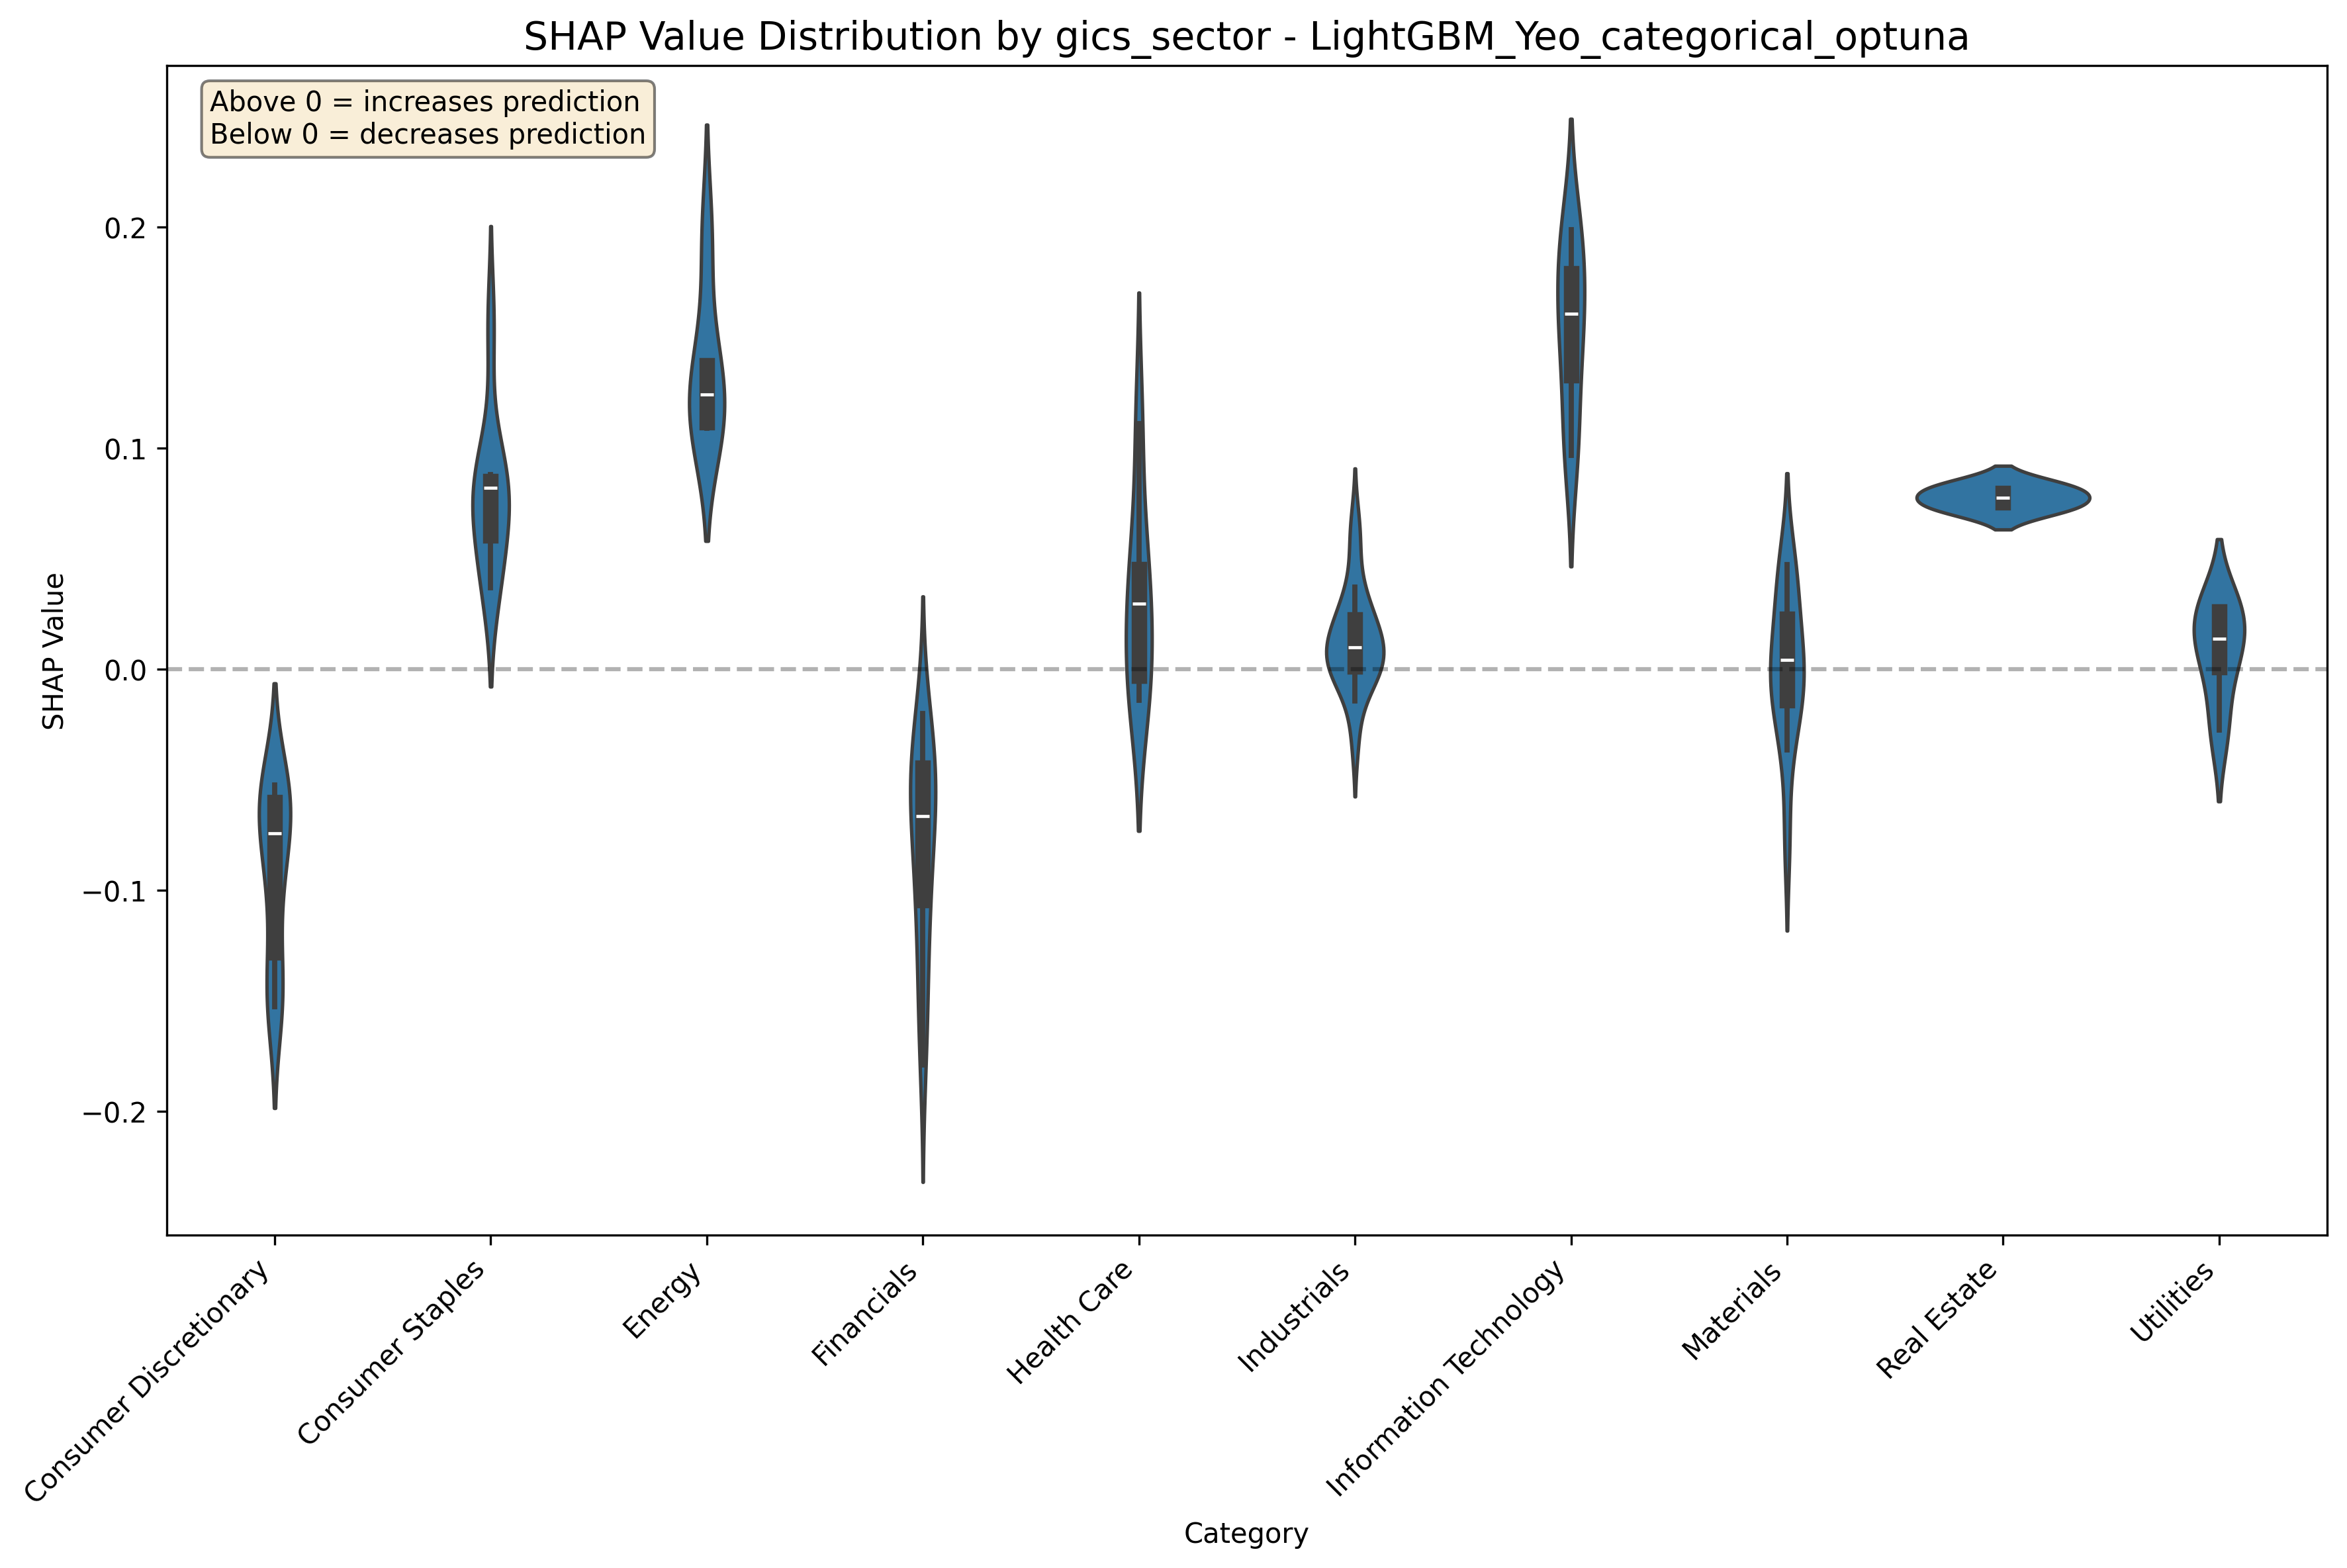 SHAP Value Distribution by gics_sector - LightGBM_Yeo_categorical_optuna
Above 0 = increases prediction
Below 0 = decreases prediction
SHAP Value
0.2
0.1
0.0
−0.1
−0.2
Consumer Discretionary
Consumer Staples
Energy
Financials
Health Care
Industrials
Information Technology
Materials
Real Estate
Utilities
Category